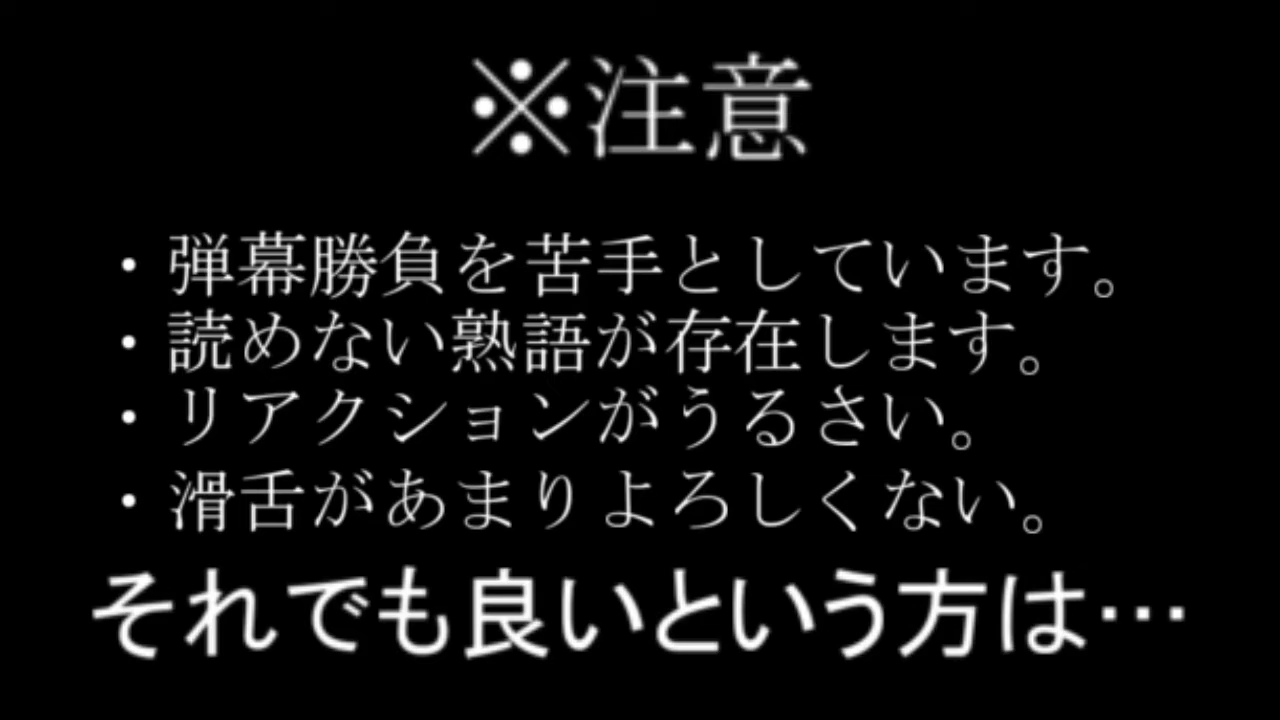 ※注意
・弾幕勝負を苦手としています。
・読めない熟語が存在します。
・リアクションがうるさい。
・滑舌があまりよろしくない。
それでも良いという方は…